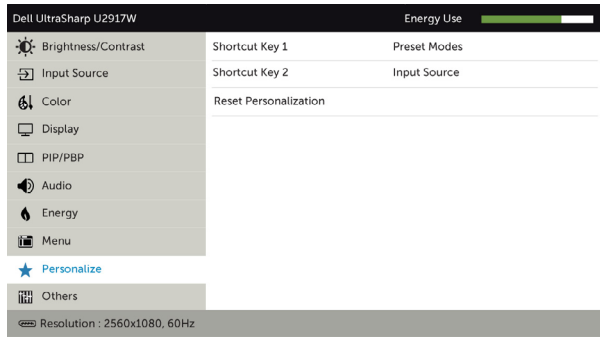 Dell UltraSharp U2917W Energy Use
Brightness/Contrast Shortcut Key 1 Preset Modes
Input Source Shortcut Key 2 Input Source
Color Reset Personalization
Display
PIP/PBP
Audio
Energy
Menu
Personalize
Others
Resolution : 2560x1080, 60Hz